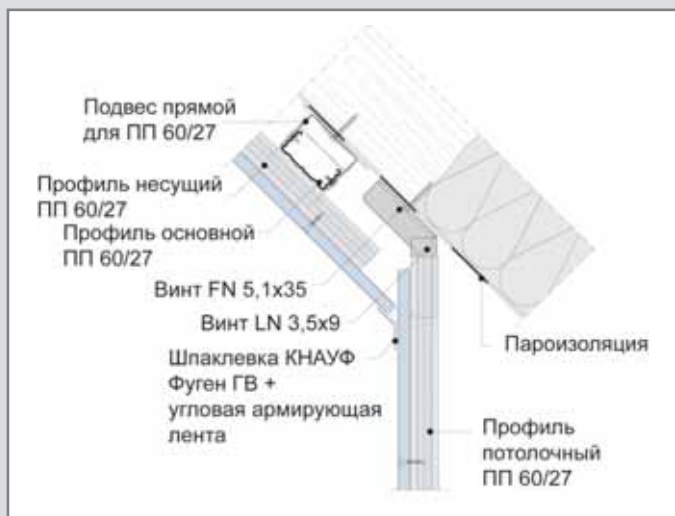 Подвес прямой
для ПП 60/27
Профиль несущий
ПП 60/27
Профиль основной
ПП 60/27
Винт FN 5,1x35
Винт LN 3,5x9
Шпаклевка КНАУФ
Фуген ГВ +
угловая армирующая
лента
Пароизоляция
Профиль
потолочный
ПП 60/27